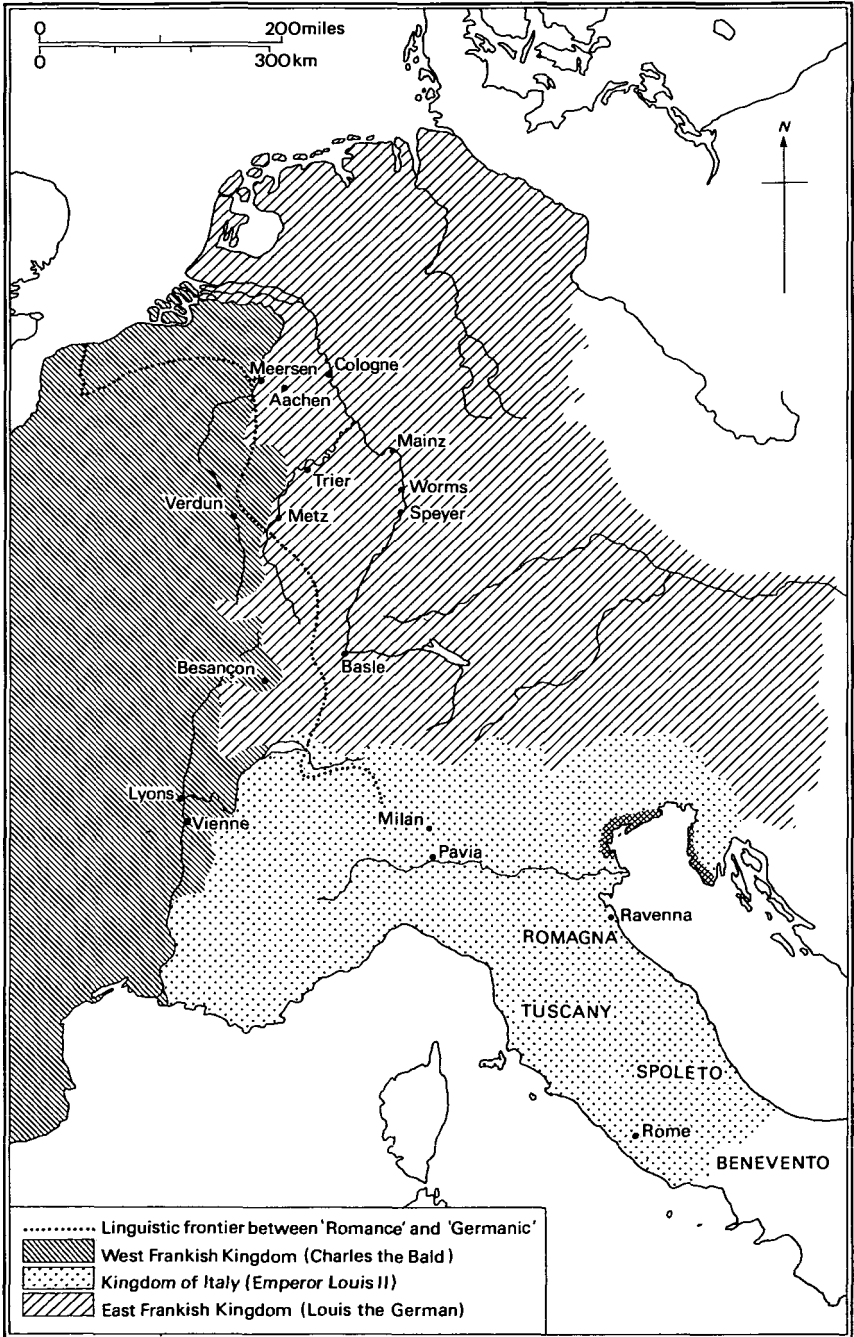 0 200miles
0 300km
N
Meersen
Cologne
Aachen
Mainz
Trier
Worms
Verdun
Metz
Speyer
Besançon
Basle
Lyons
Vienne
Milan
Pavia
Ravenna
ROMAGNA
TUSCANY
SPOLETO
Rome
BENEVENTO
Linguistic frontier between 'Romance' and 'Germanic'
West Frankish Kingdom (Charles the Bald)
Kingdom of Italy (Emperor Louis II)
East Frankish Kingdom (Louis the German)